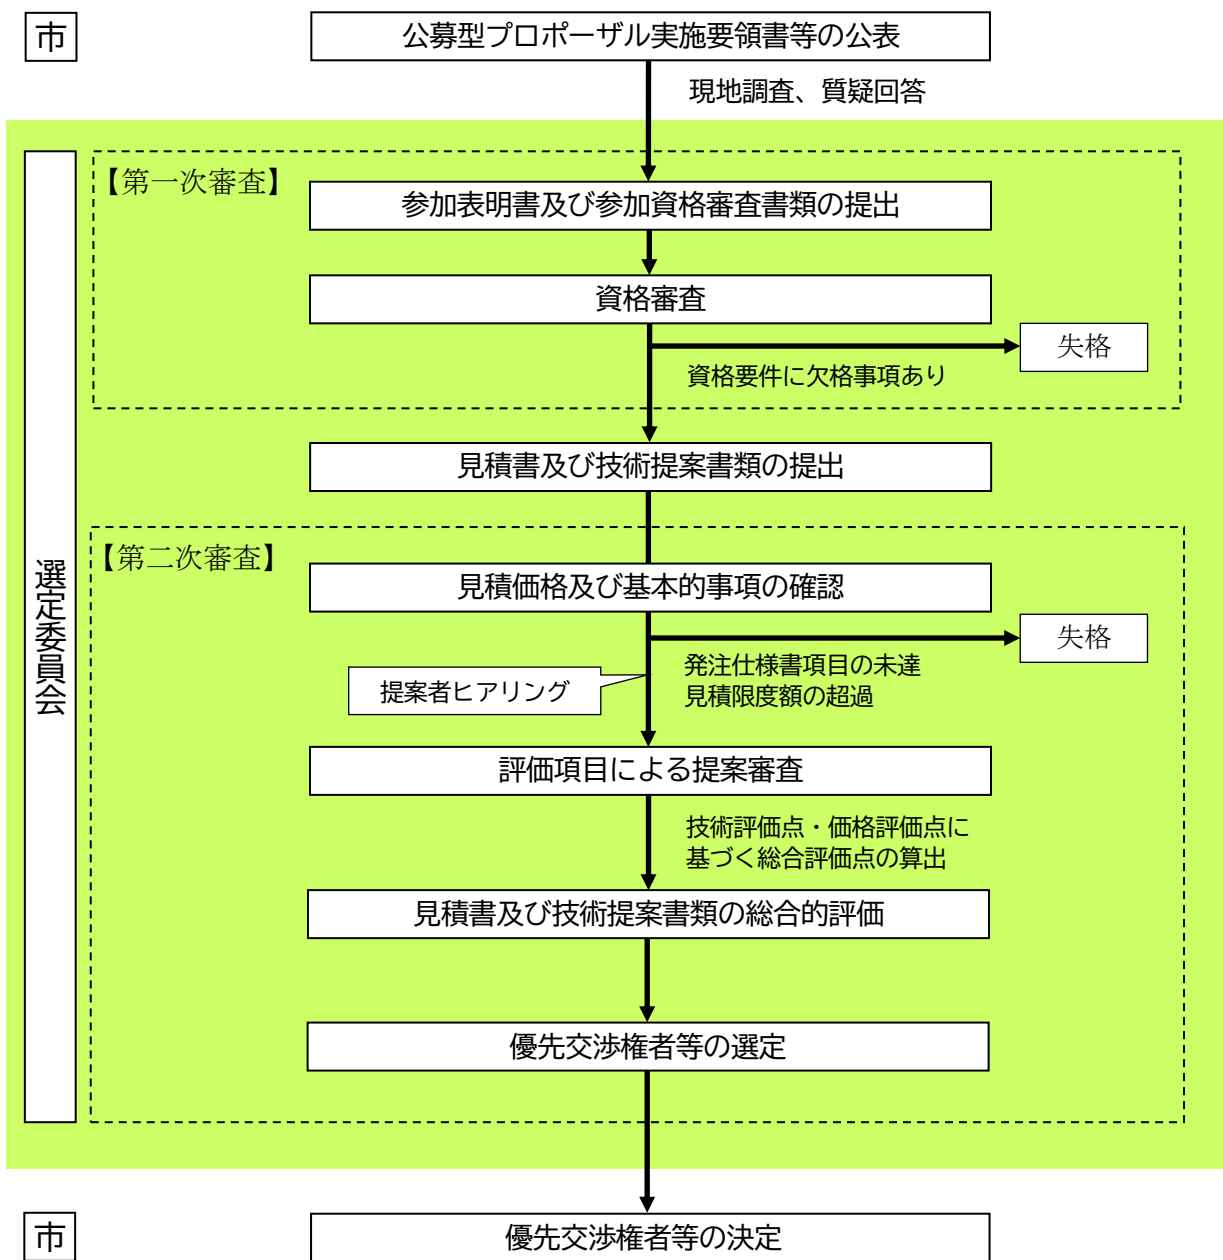 市
公募型プロポーザル実施要領書等の公表
現地調査、質疑回答
選定委員会
【第一次審査】
参加表明書及び参加資格審査書類の提出
資格審査
失格
資格要件に欠格事項あり
見積書及び技術提案書類の提出
【第二次審査】
見積価格及び基本的事項の確認
失格
発注仕様書項目の未達
見積限度額の超過
提案者ヒアリング
評価項目による提案審査
技術評価点・価格評価点に
基づく総合評価点の算出
見積書及び技術提案書類の総合的評価
優先交渉権者等の選定
市
優先交渉権者等の決定